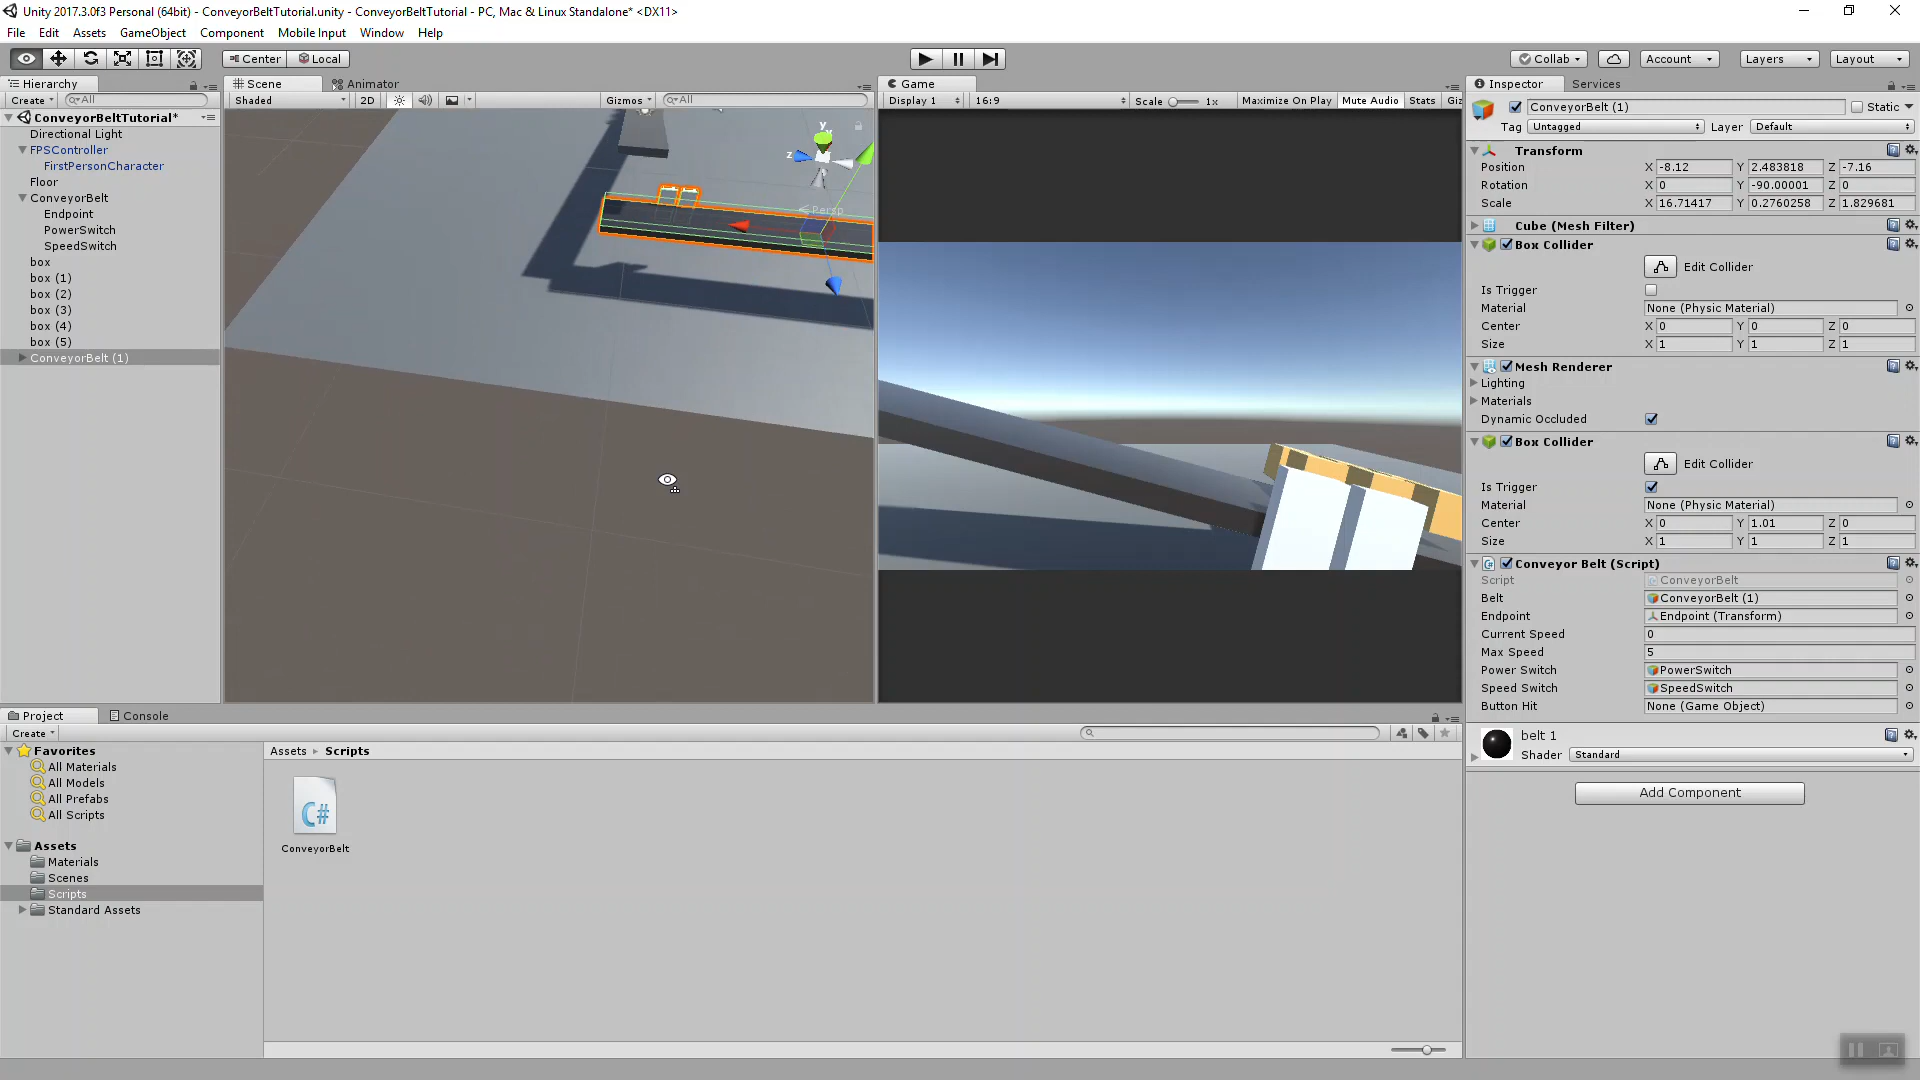 Unity 2017.3.0f3 Personal (64bit) - ConveyorBeltTutorial.unity - ConveyorBeltTutorial - PC, Mac & Linux Standalone* <DX11>
File Edit Assets GameObject Component Mobile Input Window Help
Center Local
Collab Account Layers Layout
Hierarchy
Create All
ConveyorBeltTutorial*
Directional Light
FPSController
FirstPersonCharacter
Floor
ConveyorBelt
Endpoint
PowerSwitch
SpeedSwitch
box
box (1)
box (2)
box (3)
box (4)
box (5)
ConveyorBelt (1)
Scene Animator
Shaded 2D Gizmos All
y
z
Persp
Game
Display 1 16:9 Scale 1x Maximize On Play Mute Audio Stats Giz
Inspector Services
ConveyorBelt (1) Static
Tag Untagged Layer Default
Transform
Position X -8.12 Y 2.483818 Z -7.16
Rotation X 0 Y -90.00001 Z 0
Scale X 16.71417 Y 0.2760258 Z 1.829681
Cube (Mesh Filter)
Box Collider
Edit Collider
Is Trigger
Material None (Physic Material)
Center X 0 Y 0 Z 0
Size X 1 Y 1 Z 1
Mesh Renderer
Lighting
Materials
Dynamic Occluded
Box Collider
Edit Collider
Is Trigger
Material None (Physic Material)
Center X 0 Y 1.01 Z 0
Size X 1 Y 1 Z 1
Conveyor Belt (Script)
Script ConveyorBelt
Belt ConveyorBelt (1)
Endpoint Endpoint (Transform)
Current Speed 0
Max Speed 5
Power Switch PowerSwitch
Speed Switch SpeedSwitch
Button Hit None (Game Object)
belt 1
Shader Standard
Add Component
Project Console
Create
Favorites
All Materials
All Models
All Prefabs
All Scripts
Assets
Materials
Scenes
Scripts
Standard Assets
Assets Scripts
C#
ConveyorBelt